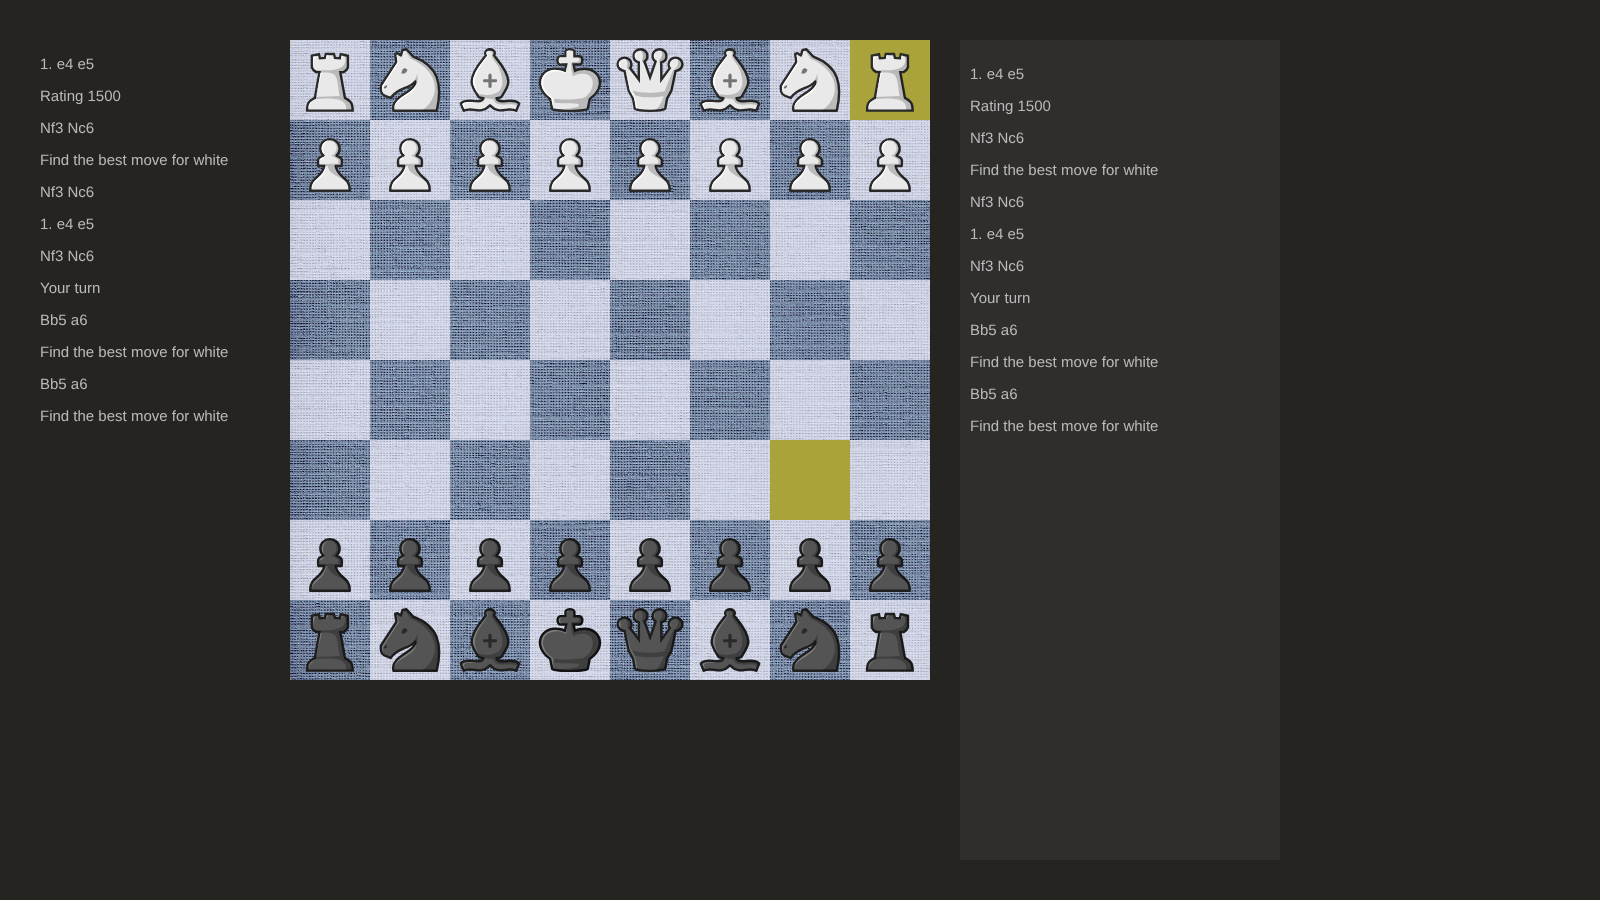 1. e4 e5
Rating 1500
Nf3 Nc6
Find the best move for white
Nf3 Nc6
1. e4 e5
Nf3 Nc6
Your turn
Bb5 a6
Find the best move for white
Bb5 a6
Find the best move for white
1. e4 e5
Rating 1500
Nf3 Nc6
Find the best move for white
Nf3 Nc6
1. e4 e5
Nf3 Nc6
Your turn
Bb5 a6
Find the best move for white
Bb5 a6
Find the best move for white